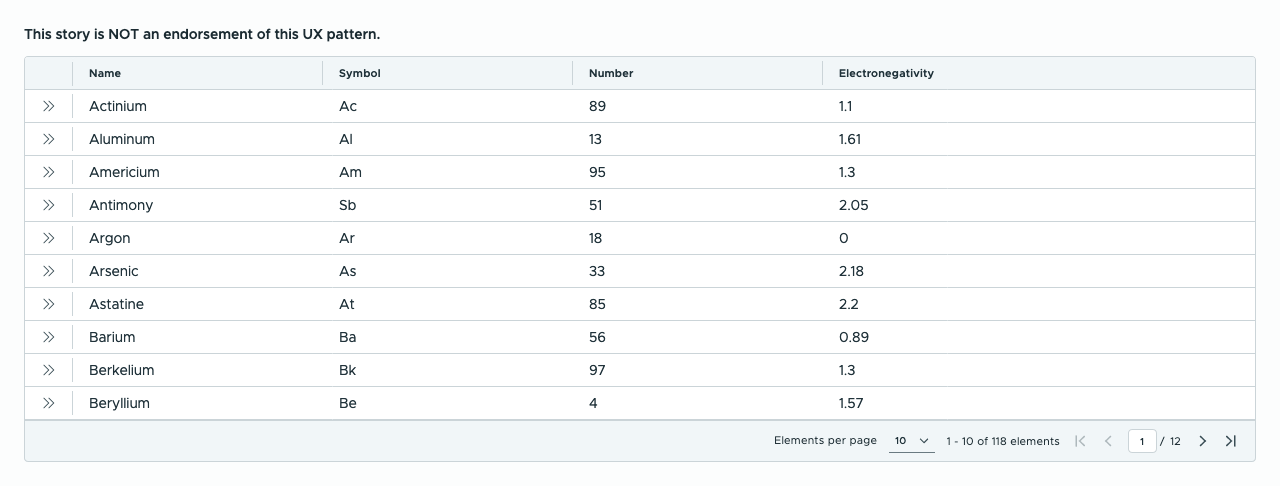 This story is NOT an endorsement of this UX pattern.
Name Symbol Number Electronegativity
Actinium Ac 89 1.1
Aluminum Al 13 1.61
Americium Am 95 1.3
Antimony Sb 51 2.05
Argon Ar 18 0
Arsenic As 33 2.18
Astatine At 85 2.2
Barium Ba 56 0.89
Berkelium Bk 97 1.3
Beryllium Be 4 1.57
Elements per page 10 1 - 10 of 118 elements 1 / 12